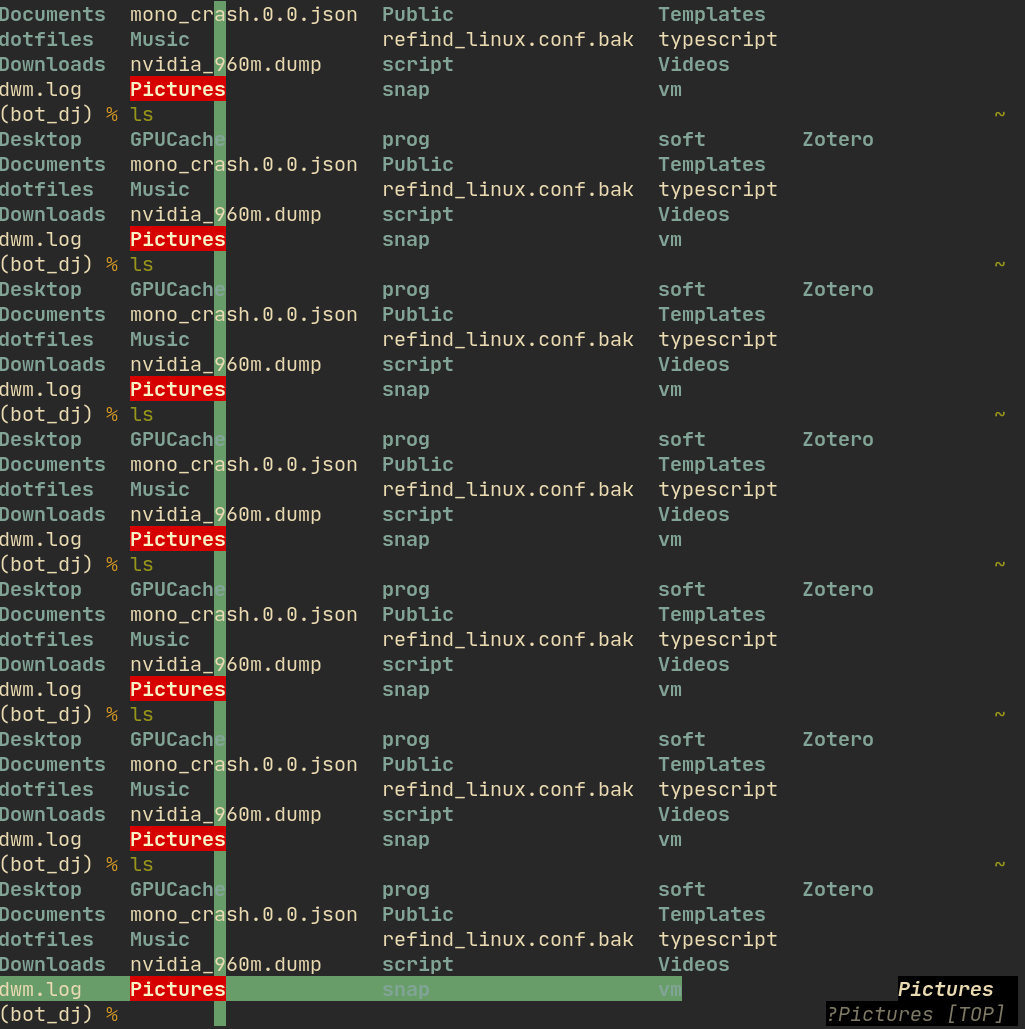 Documents  mono_crash.0.0.json  Public                 Templates
dotfiles   Music                refind_linux.conf.bak  typescript
Downloads  nvidia_960m.dump     script                 Videos
dwm.log    Pictures             snap                   vm
(bot_dj) % ls                                                              ~
Desktop    GPUCache             prog                   soft        Zotero
Documents  mono_crash.0.0.json  Public                 Templates
dotfiles   Music                refind_linux.conf.bak  typescript
Downloads  nvidia_960m.dump     script                 Videos
dwm.log    Pictures             snap                   vm
(bot_dj) % ls                                                              ~
Desktop    GPUCache             prog                   soft        Zotero
Documents  mono_crash.0.0.json  Public                 Templates
dotfiles   Music                refind_linux.conf.bak  typescript
Downloads  nvidia_960m.dump     script                 Videos
dwm.log    Pictures             snap                   vm
(bot_dj) % ls                                                              ~
Desktop    GPUCache             prog                   soft        Zotero
Documents  mono_crash.0.0.json  Public                 Templates
dotfiles   Music                refind_linux.conf.bak  typescript
Downloads  nvidia_960m.dump     script                 Videos
dwm.log    Pictures             snap                   vm
(bot_dj) % ls                                                              ~
Desktop    GPUCache             prog                   soft        Zotero
Documents  mono_crash.0.0.json  Public                 Templates
dotfiles   Music                refind_linux.conf.bak  typescript
Downloads  nvidia_960m.dump     script                 Videos
dwm.log    Pictures             snap                   vm
(bot_dj) % ls                                                              ~
Desktop    GPUCache             prog                   soft        Zotero
Documents  mono_crash.0.0.json  Public                 Templates
dotfiles   Music                refind_linux.conf.bak  typescript
Downloads  nvidia_960m.dump     script                 Videos
dwm.log    Pictures             snap                   vm
(bot_dj) % ls                                                              ~
Desktop    GPUCache             prog                   soft        Zotero
Documents  mono_crash.0.0.json  Public                 Templates
dotfiles   Music                refind_linux.conf.bak  typescript
Downloads  nvidia_960m.dump     script                 Videos
dwm.log    Pictures             snap                   vm                  Pictures
(bot_dj) %                                                           ?Pictures [TOP]